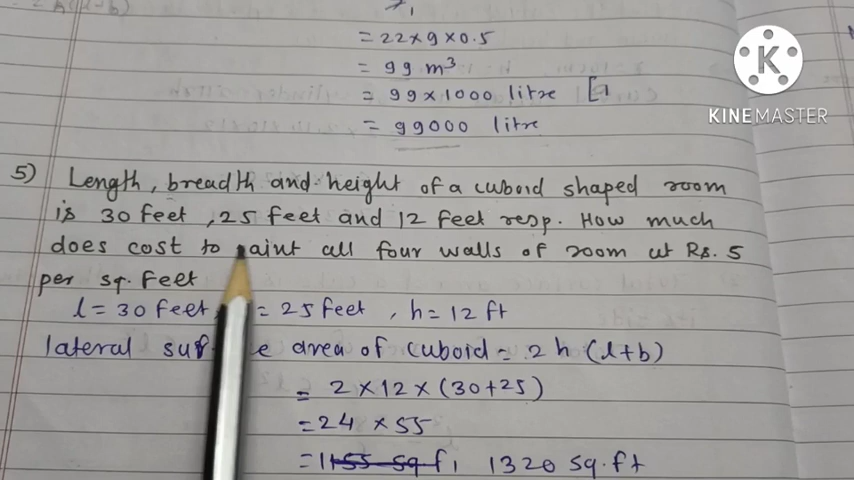 = 22 × 9 × 0.5
= 99 m³
= 99 × 1000 litre
= 99000 litre
KINEMASTER
5) Length, breadth and height of a cuboid shaped room
is 30 feet, 25 feet and 12 feet resp. How much
does cost to paint all four walls of room at Rs. 5
per sq. feet
l = 30 feet, = 25 feet, h = 12 ft
lateral area of cuboid = 2 h (l+b)
= 2 × 12 × (30+25)
= 24 × 55
= 1320 sq. ft